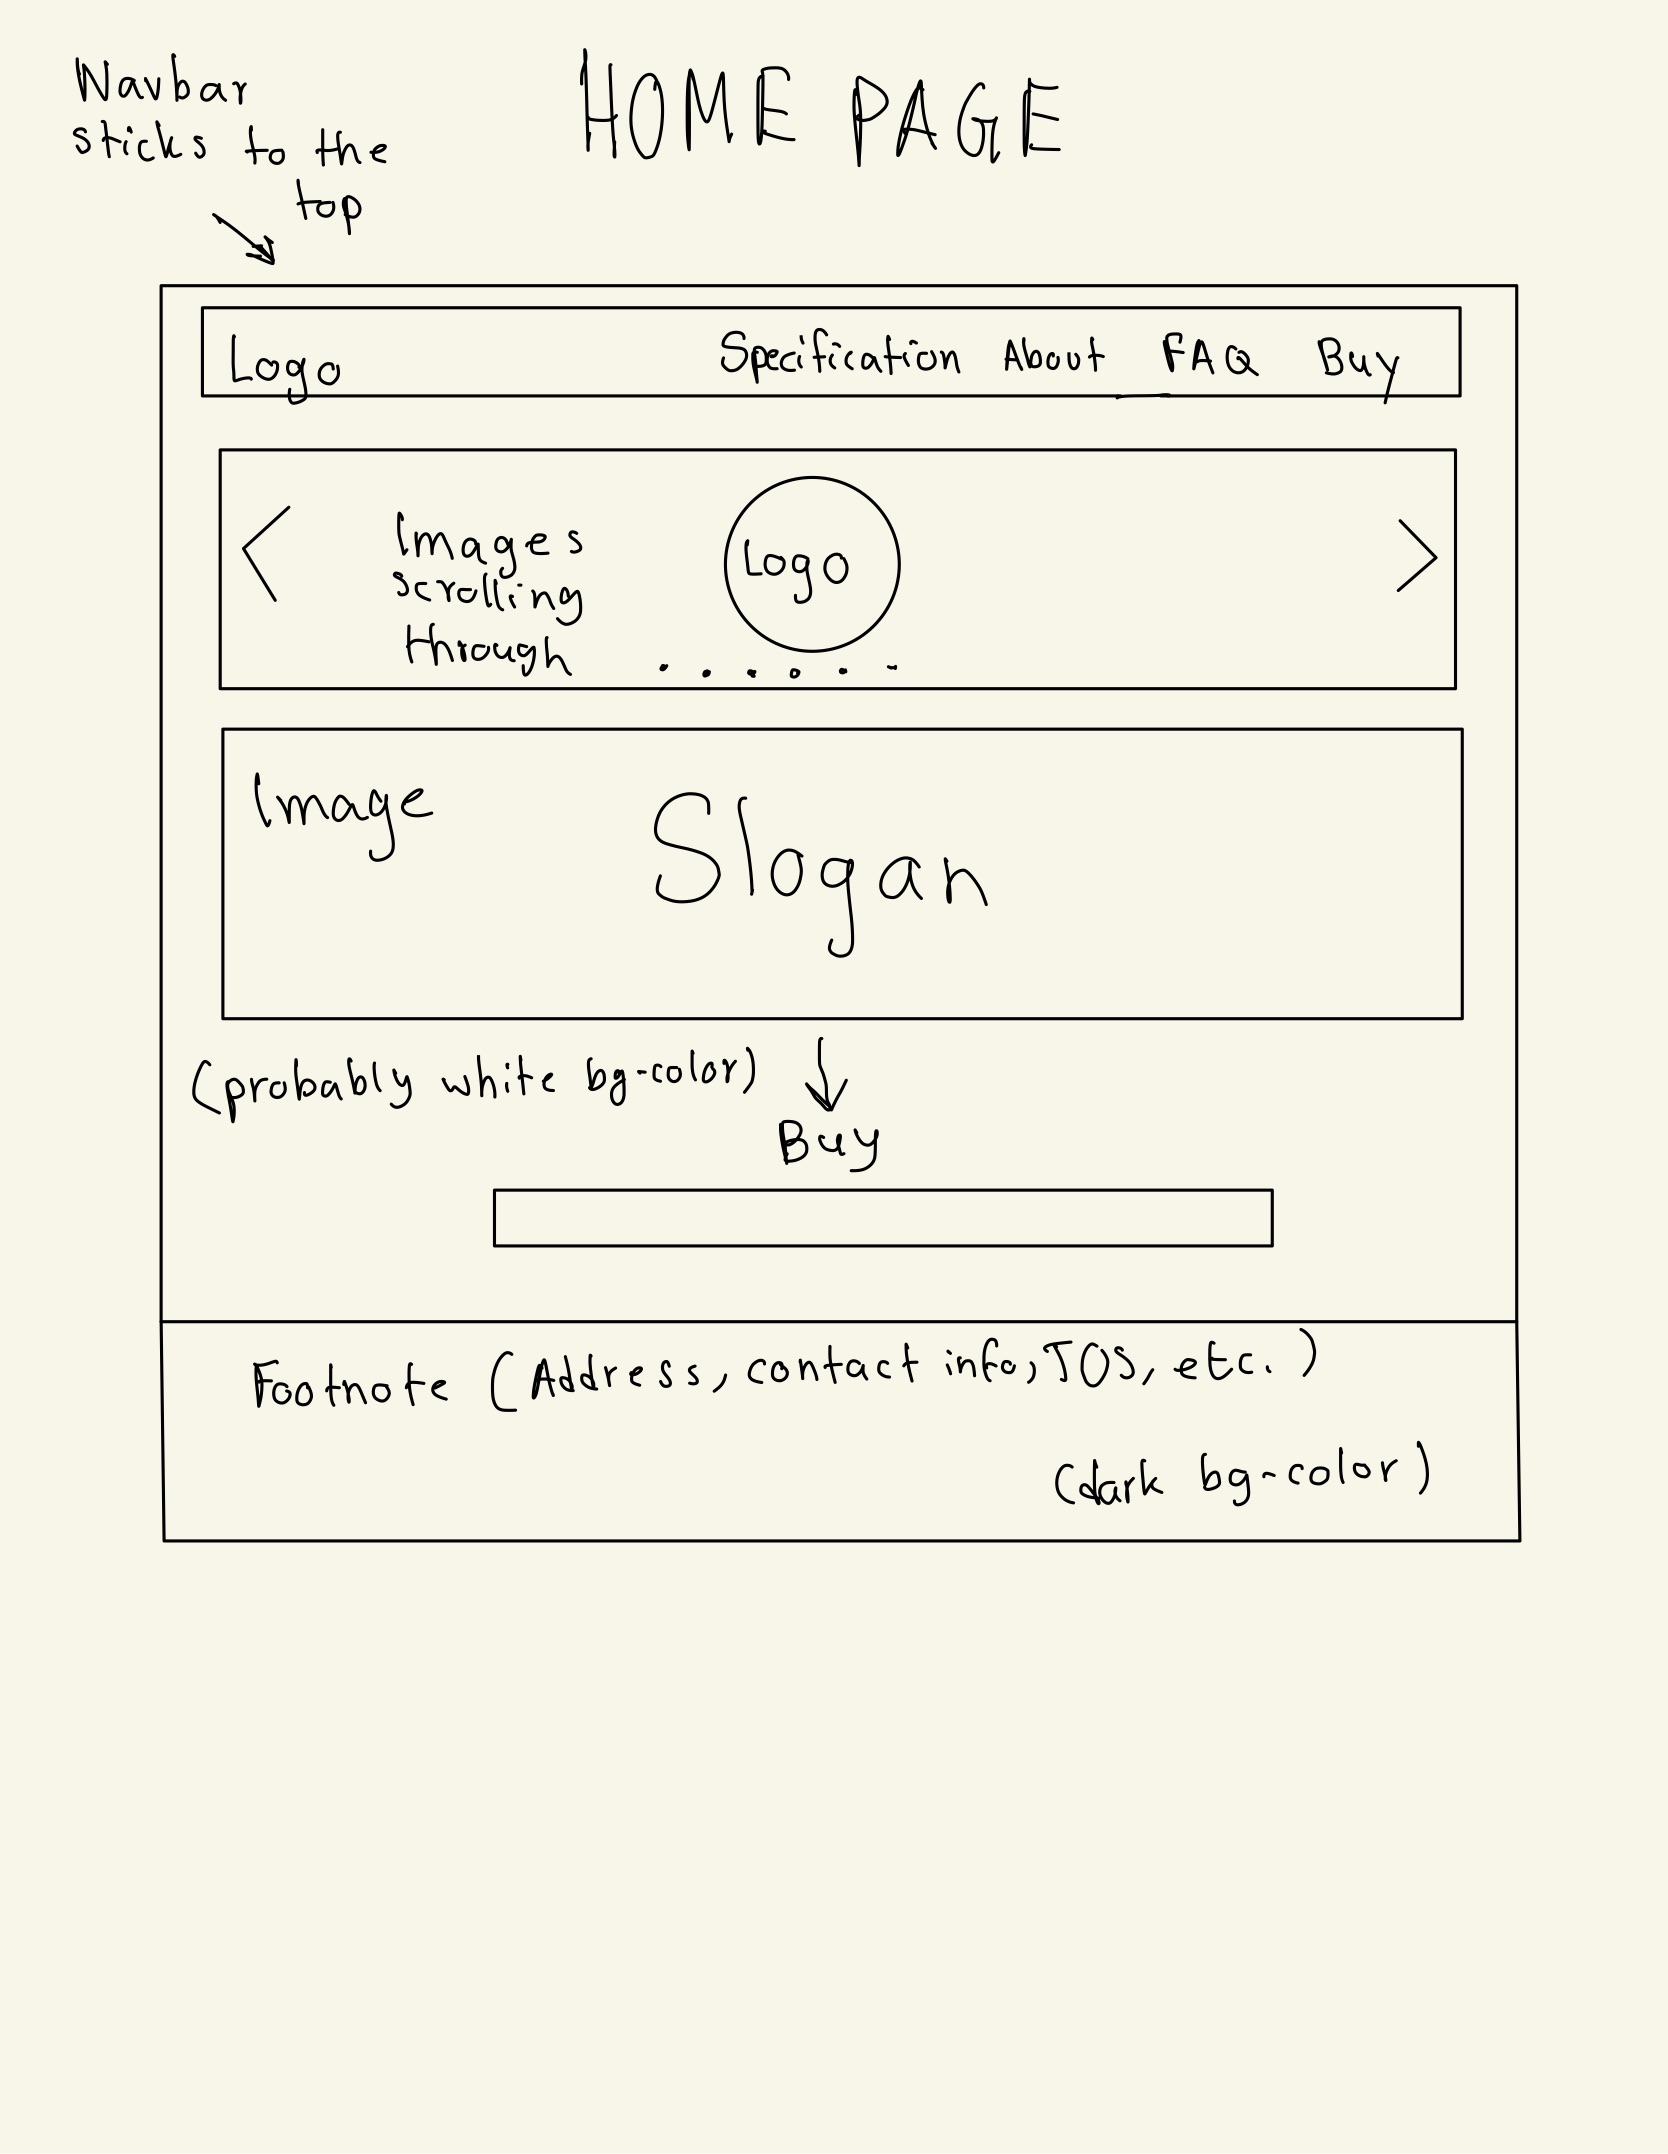 HOME PAGE
Navbar
sticks to the
top
Logo Specification About FAQ Buy
Images
scrolling
through
Logo
Image
Slogan
(probably white bg-color)
Buy
Footnote (Address, contact info, TOS, etc.)
(dark bg-color)